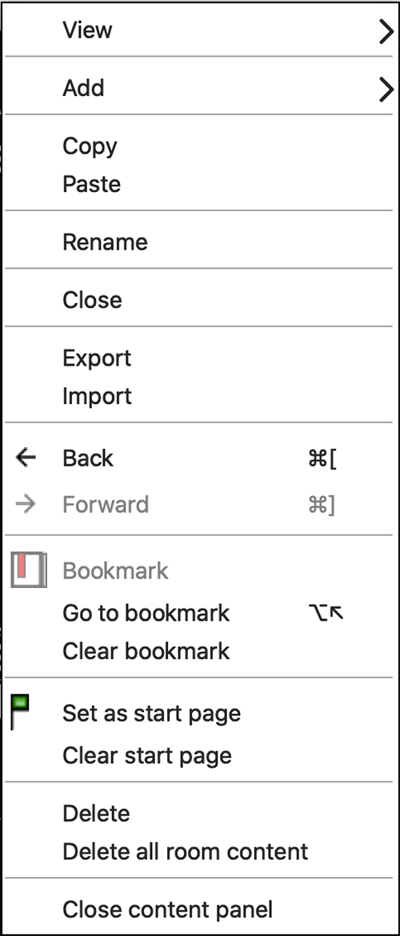 View
Add
Copy
Paste
Rename
Close
Export
Import
Back ⌘[
Forward ⌘]
Bookmark
Go to bookmark ⌥↖
Clear bookmark
Set as start page
Clear start page
Delete
Delete all room content
Close content panel